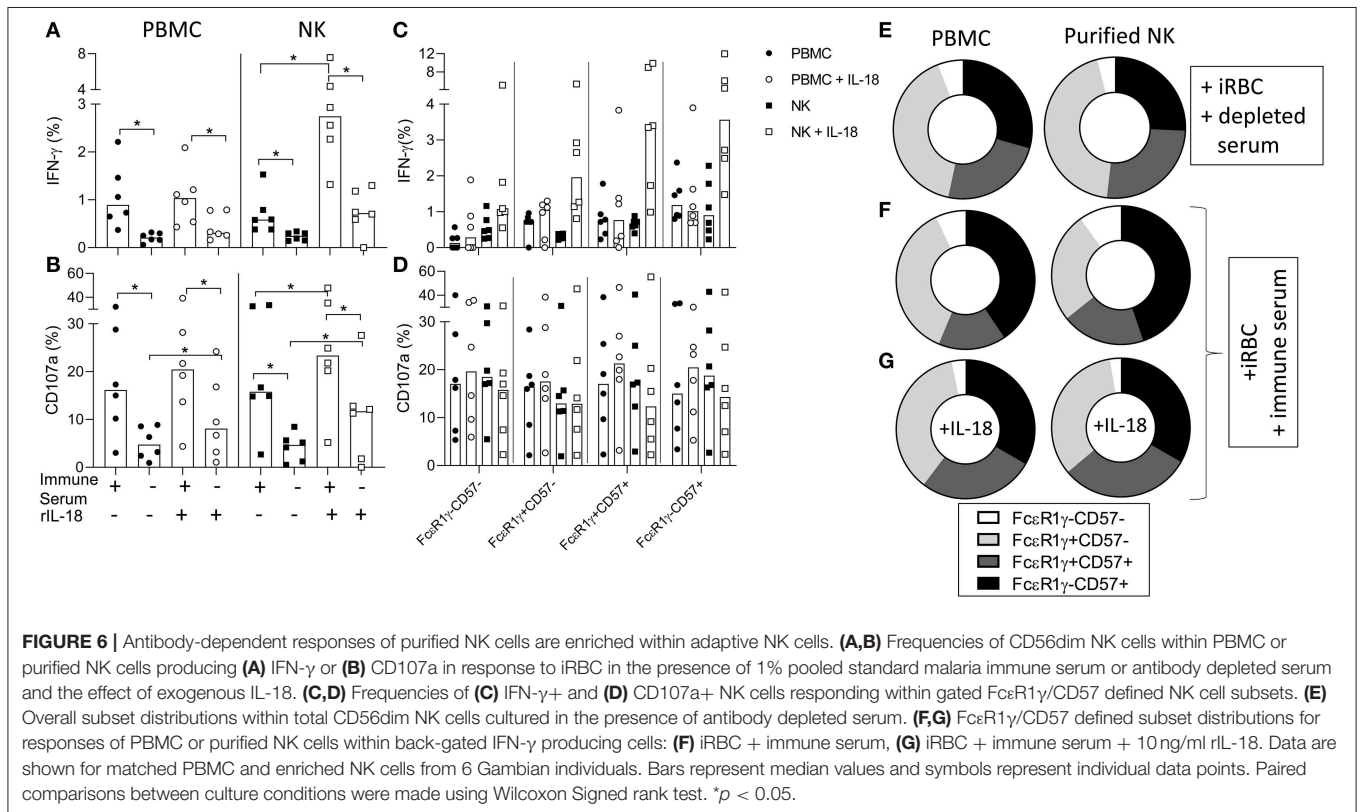 A PBMC NK
IFN-γ (%)
8
4
3
2
1
0
*
*
*
*
*
B
CD107a (%)
60
40
20
15
10
5
0
*
*
*
*
*
*
*
Immune Serum + - + - + - + -
rIL-18 - - + + - - + +
C
IFN-γ(%)
12
8
4
6
4
2
0
D
CD107a (%)
60
40
20
30
20
10
0
FcεR1γ-CD57-
FcεR1γ+CD57-
FcεR1γ+CD57+
FcεR1γ-CD57+
PBMC
PBMC + IL-18
NK
NK + IL-18
E PBMC Purified NK
+ iRBC
+ depleted
serum
F
G
+IL-18 +IL-18
+iRBC
+ immune serum
FcεR1γ-CD57-
FcεR1γ+CD57-
FcεR1γ+CD57+
FcεR1γ-CD57+
FIGURE 6 | Antibody-dependent responses of purified NK cells are enriched within adaptive NK cells. (A,B) Frequencies of CD56dim NK cells within PBMC or
purified NK cells producing (A) IFN-γ or (B) CD107a in response to iRBC in the presence of 1% pooled standard malaria immune serum or antibody depleted serum
and the effect of exogenous IL-18. (C,D) Frequencies of (C) IFN-γ+ and (D) CD107a+ NK cells responding within gated FcεR1γ/CD57 defined NK cell subsets. (E)
Overall subset distributions within total CD56dim NK cells cultured in the presence of antibody depleted serum. (F,G) FcεR1γ/CD57 defined subset distributions for
responses of PBMC or purified NK cells within back-gated IFN-γ producing cells: (F) iRBC + immune serum, (G) iRBC + immune serum + 10 ng/ml rIL-18. Data are
shown for matched PBMC and enriched NK cells from 6 Gambian individuals. Bars represent median values and symbols represent individual data points. Paired
comparisons between culture conditions were made using Wilcoxon Signed rank test. *p < 0.05.